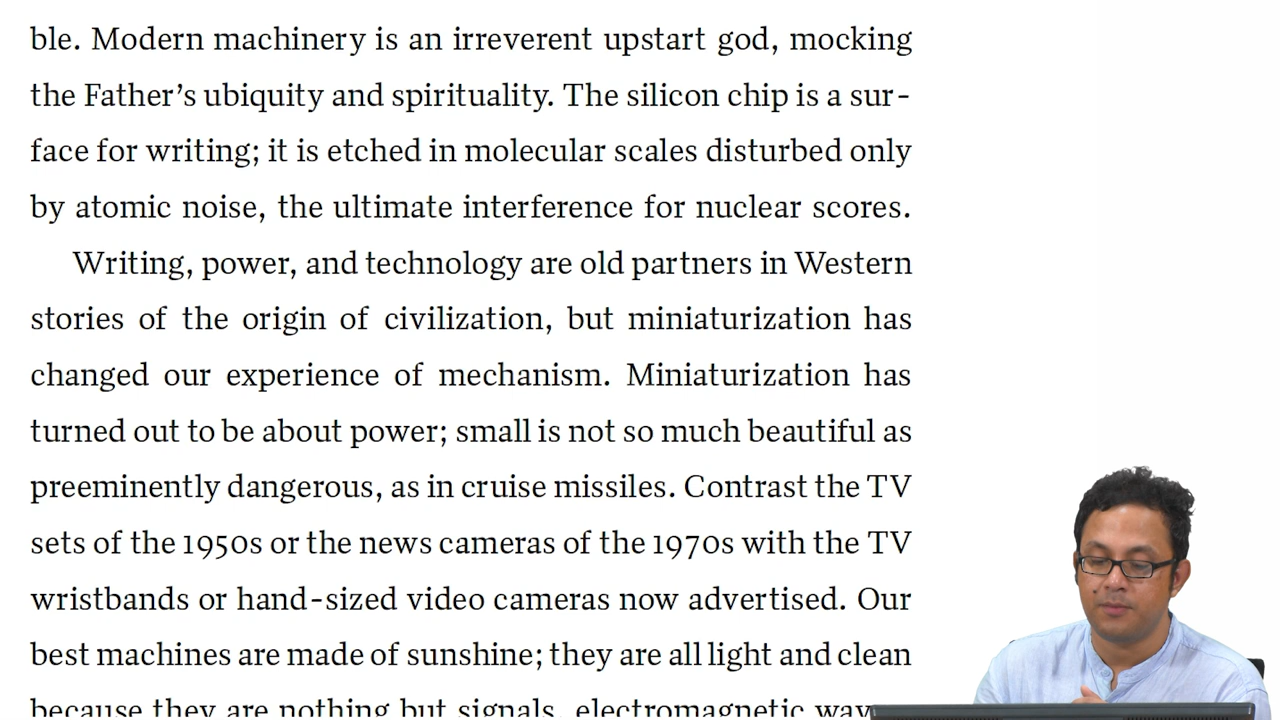 ble. Modern machinery is an irreverent upstart god, mocking
the Father’s ubiquity and spirituality. The silicon chip is a sur-
face for writing; it is etched in molecular scales disturbed only
by atomic noise, the ultimate interference for nuclear scores.
Writing, power, and technology are old partners in Western
stories of the origin of civilization, but miniaturization has
changed our experience of mechanism. Miniaturization has
turned out to be about power; small is not so much beautiful as
preeminently dangerous, as in cruise missiles. Contrast the TV
sets of the 1950s or the news cameras of the 1970s with the TV
wristbands or hand-sized video cameras now advertised. Our
best machines are made of sunshine; they are all light and clean
because they are nothing but signals, electromagnetic